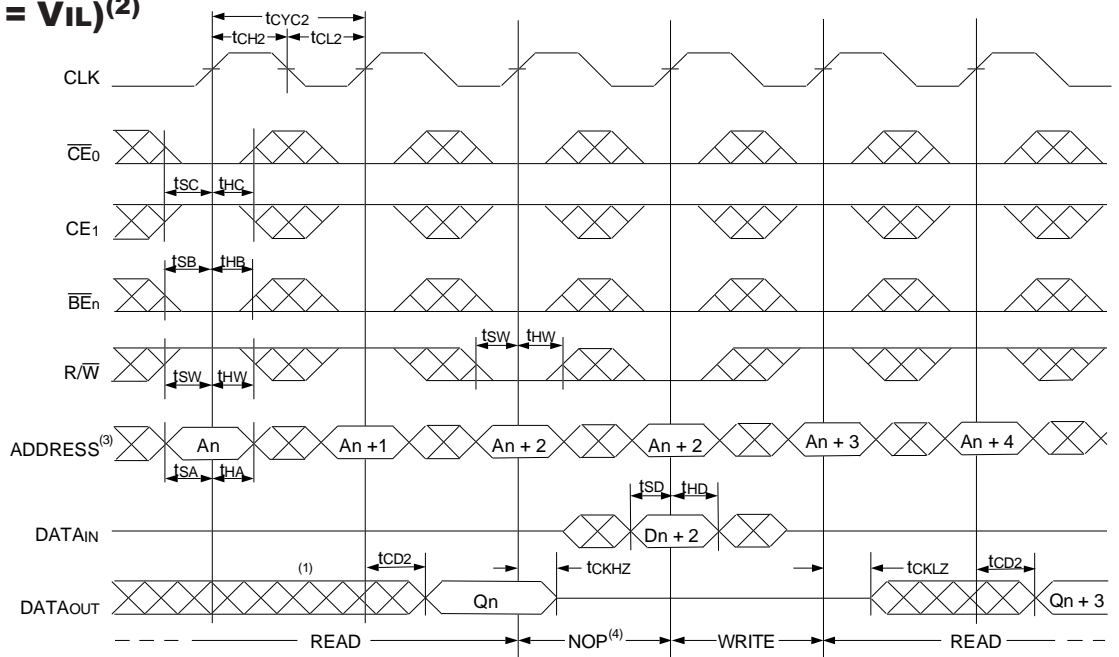 = VIL)(2)
tCYC2
tCH2 tCL2
CLK
CE0
tSC tHC
CE1
tSB tHB
BEn
tSW tHW
R/W
tSW tHW
ADDRESS(3) An An +1 An + 2 An + 2 An + 3 An + 4
tSA tHA
tSD tHD
DATAIN Dn + 2
tCD2 tCKHZ tCKLZ tCD2
(1)
DATAOUT Qn Qn + 3
READ NOP(4) WRITE READ